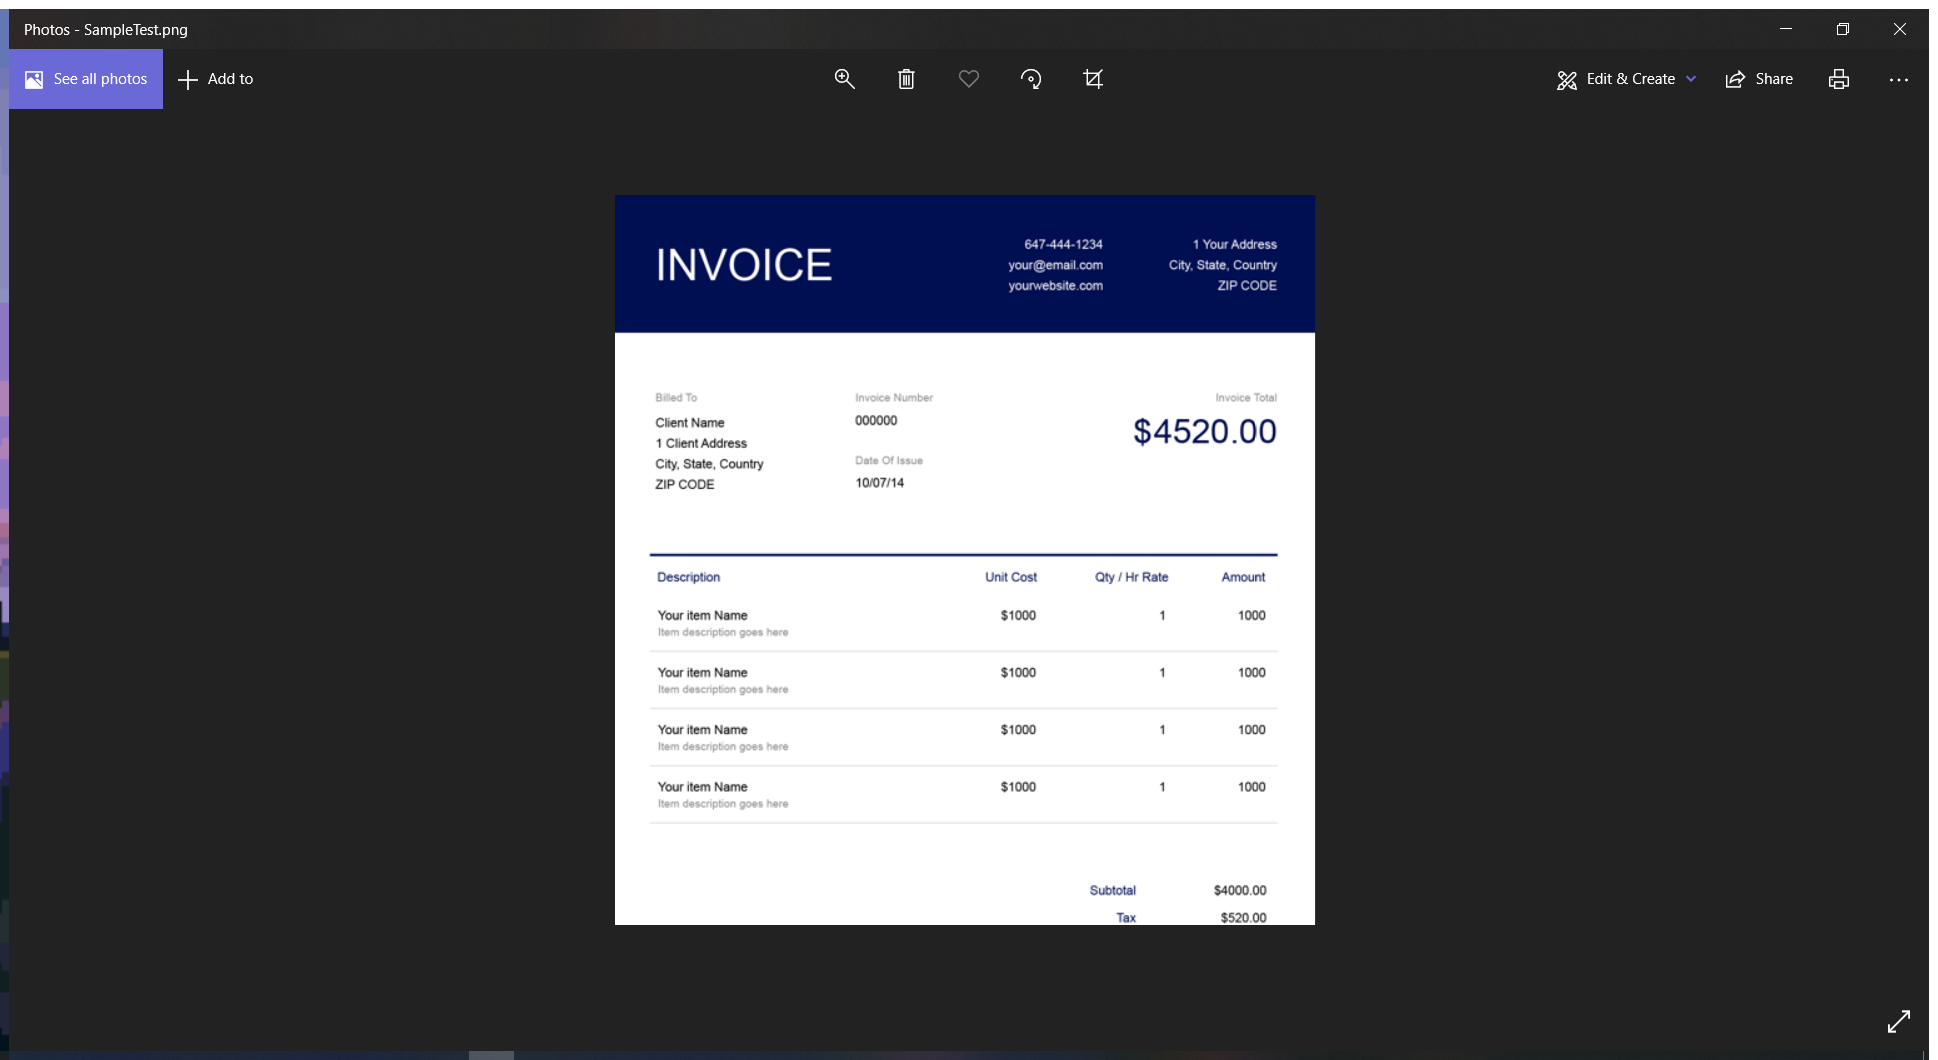 Photos - SampleTest.png
See all photos
Add to
Edit & Create
Share
INVOICE
647-444-1234
your@email.com
yourwebsite.com
1 Your Address
City, State, Country
ZIP CODE
Billed To
Client Name
1 Client Address
City, State, Country
ZIP CODE
Invoice Number
000000
Date Of Issue
10/07/14
Invoice Total
$4520.00
Description Unit Cost Qty / Hr Rate Amount
Your item Name $1000 1 1000
Item description goes here
Your item Name $1000 1 1000
Item description goes here
Your item Name $1000 1 1000
Item description goes here
Your item Name $1000 1 1000
Item description goes here
Subtotal $4000.00
Tax $520.00